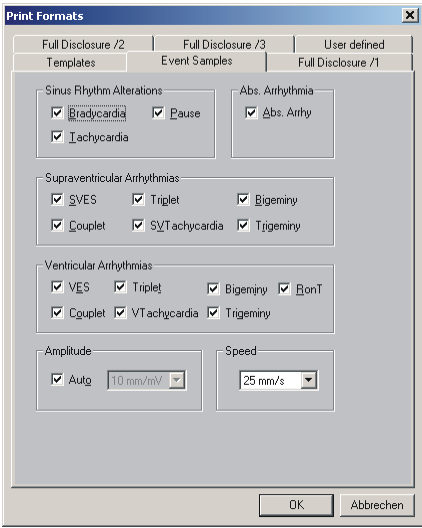 Print Formats
Full Disclosure /2 Full Disclosure /3 User defined
Templates Event Samples Full Disclosure /1
Sinus Rhythm Alterations Abs. Arrhythmia
Bradycardia Pause Abs. Arrhy
Tachycardia
Supraventricular Arrhythmias
SVES Triplet Bigeminy
Couplet SVTachycardia Trigeminy
Ventricular Arrhythmias
VES Triplet Bigeminy RonT
Couplet VTachycardia Trigeminy
Amplitude Speed
Auto 10 mm/mV 25 mm/s
OK Abbrechen